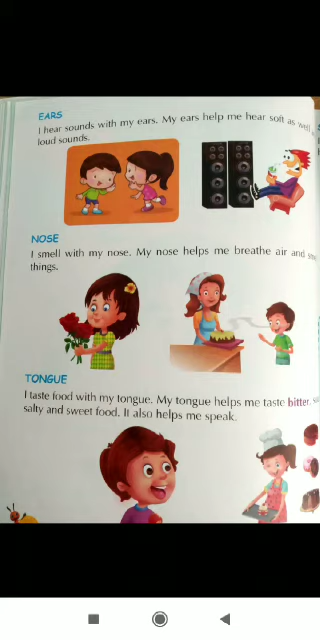 EARS
I hear sounds with my ears. My ears help me hear soft as well
loud sounds.
NOSE
I smell with my nose. My nose helps me breathe air and
things.
TONGUE
I taste food with my tongue. My tongue helps me taste bitter,
salty and sweet food. It also helps me speak.